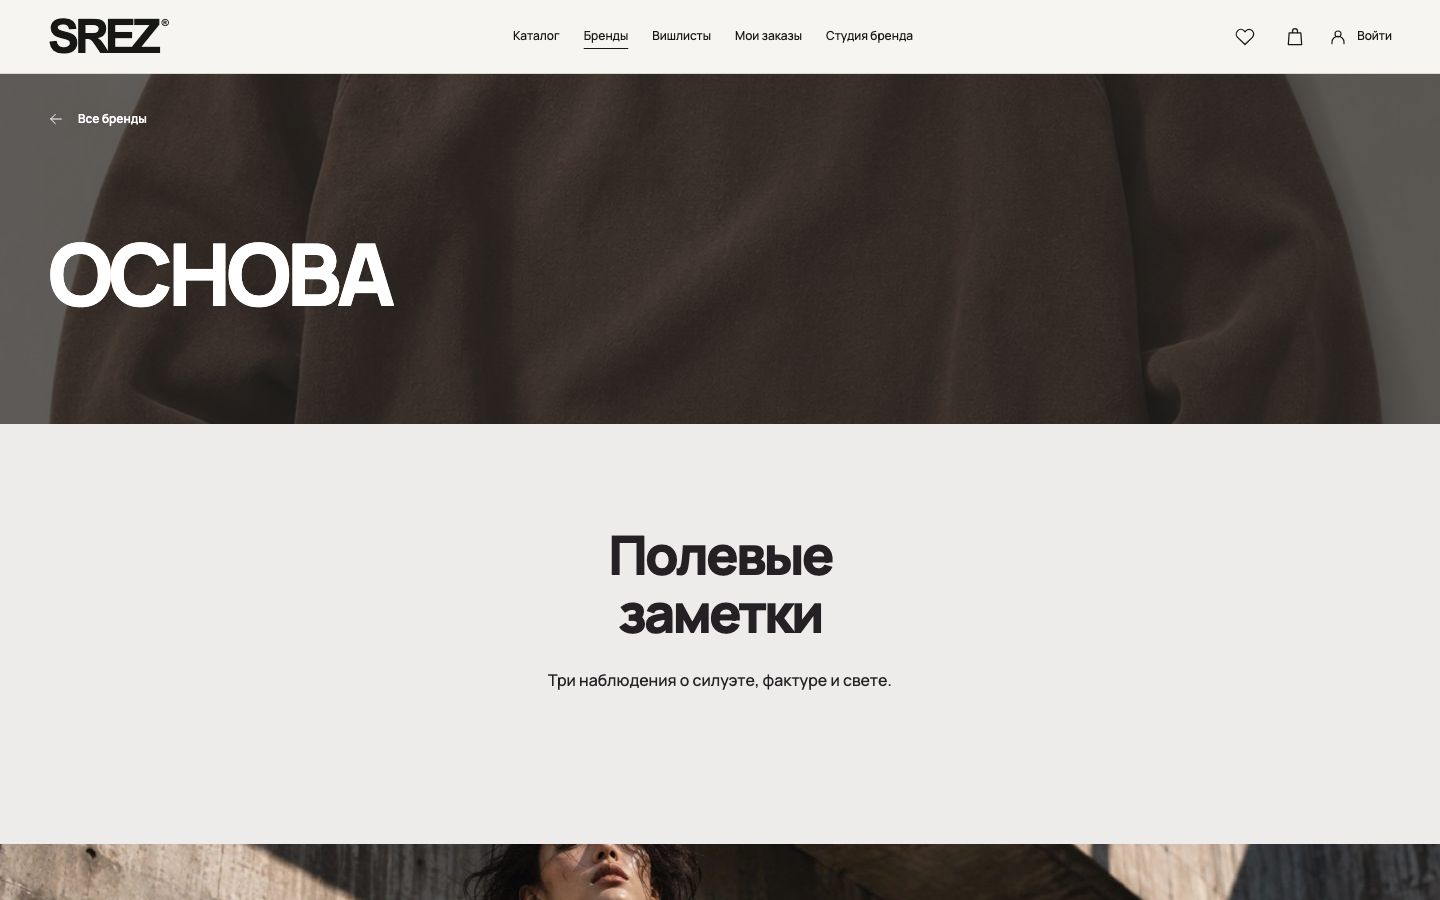 SREZ®
Каталог
Бренды
Вишлисты
Мои заказы
Студия бренда
Войти
Все бренды
ОСНОВА
Полевые
заметки
Три наблюдения о силуэте, фактуре и свете.